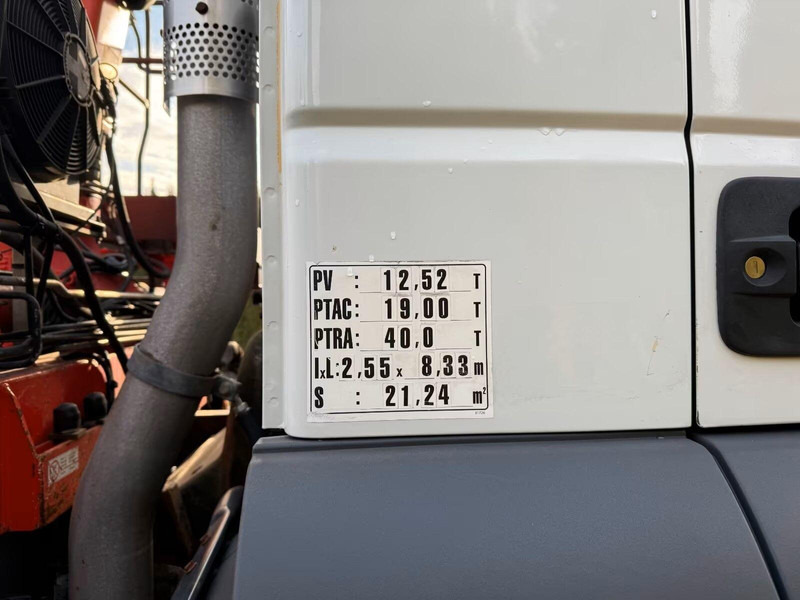 PV : 12,52 T
PTAC: 19,00 T
PTRA: 40,0 T
lxL: 2,55 x 8,33 m
S : 21,24 m²